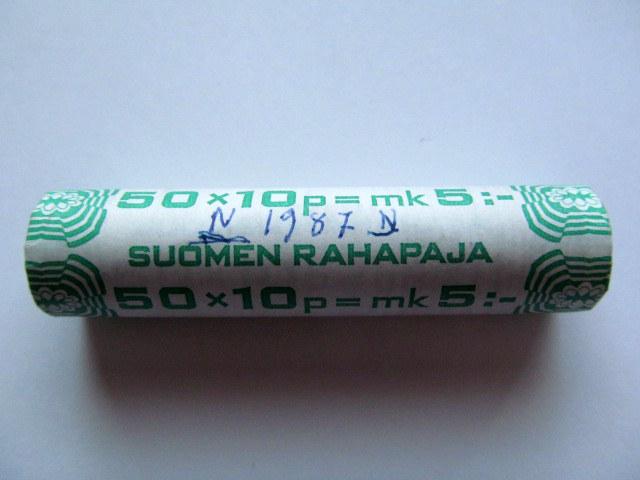 50 × 10 p = mk 5:-
N 1987 N
SUOMEN RAHAPAJA
50 × 10 p = mk 5:-